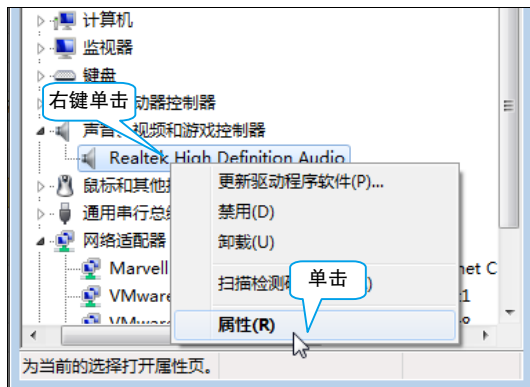 计算机
监视器
键盘
右键单击
动器控制器
声音、视频和游戏控制器
Realtek High Definition Audio
鼠标和其他
更新驱动程序软件(P)...
通用串行总
禁用(D)
网络适配器
卸载(U)
Marvell
扫描检测
单击
net C
VMware
属性(R)
为当前的选择打开属性页。